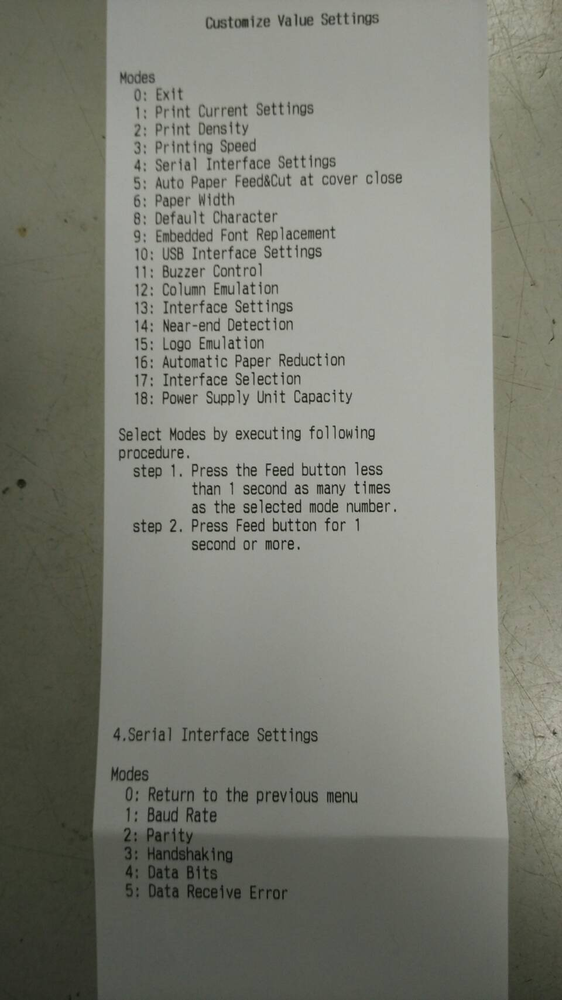 Customize Value Settings
Modes
0: Exit
1: Print Current Settings
2: Print Density
3: Printing Speed
4: Serial Interface Settings
5: Auto Paper Feed&Cut at cover close
6: Paper Width
8: Default Character
9: Embedded Font Replacement
10: USB Interface Settings
11: Buzzer Control
12: Column Emulation
13: Interface Settings
14: Near-end Detection
15: Logo Emulation
16: Automatic Paper Reduction
17: Interface Selection
18: Power Supply Unit Capacity
Select Modes by executing following
procedure.
step 1. Press the Feed button less
than 1 second as many times
as the selected mode number.
step 2. Press Feed button for 1
second or more.
4.Serial Interface Settings
Modes
0: Return to the previous menu
1: Baud Rate
2: Parity
3: Handshaking
4: Data Bits
5: Data Receive Error